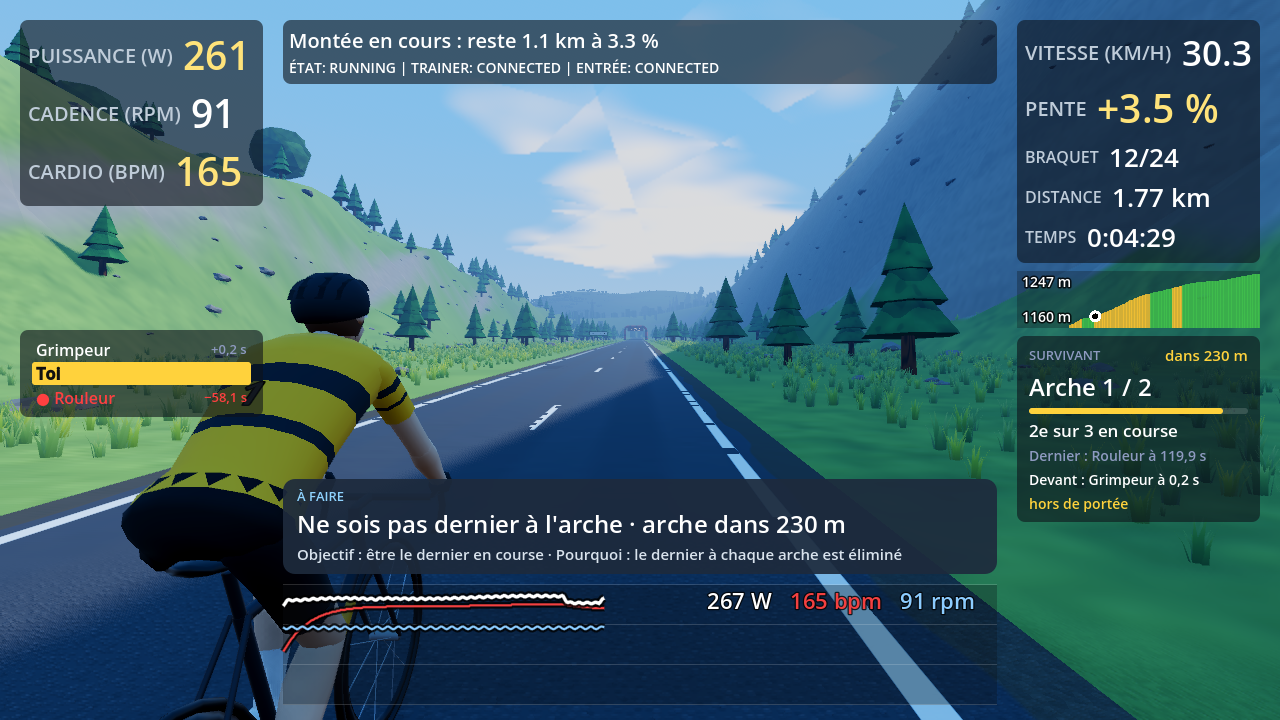 PUISSANCE (W) 261
CADENCE (RPM) 91
CARDIO (BPM) 165
Montée en cours : reste 1.1 km à 3.3 %
ÉTAT: RUNNING | TRAINER: CONNECTED | ENTRÉE: CONNECTED
VITESSE (KM/H) 30.3
PENTE +3.5 %
BRAQUET 12/24
DISTANCE 1.77 km
TEMPS 0:04:29
1247 m
1160 m
Grimpeur +0,2 s
Toi
Rouleur −58,1 s
SURVIVANT dans 230 m
Arche 1 / 2
2e sur 3 en course
Dernier : Rouleur à 119,9 s
Devant : Grimpeur à 0,2 s
hors de portée
À FAIRE
Ne sois pas dernier à l'arche · arche dans 230 m
Objectif : être le dernier en course · Pourquoi : le dernier à chaque arche est éliminé
267 W 165 bpm 91 rpm